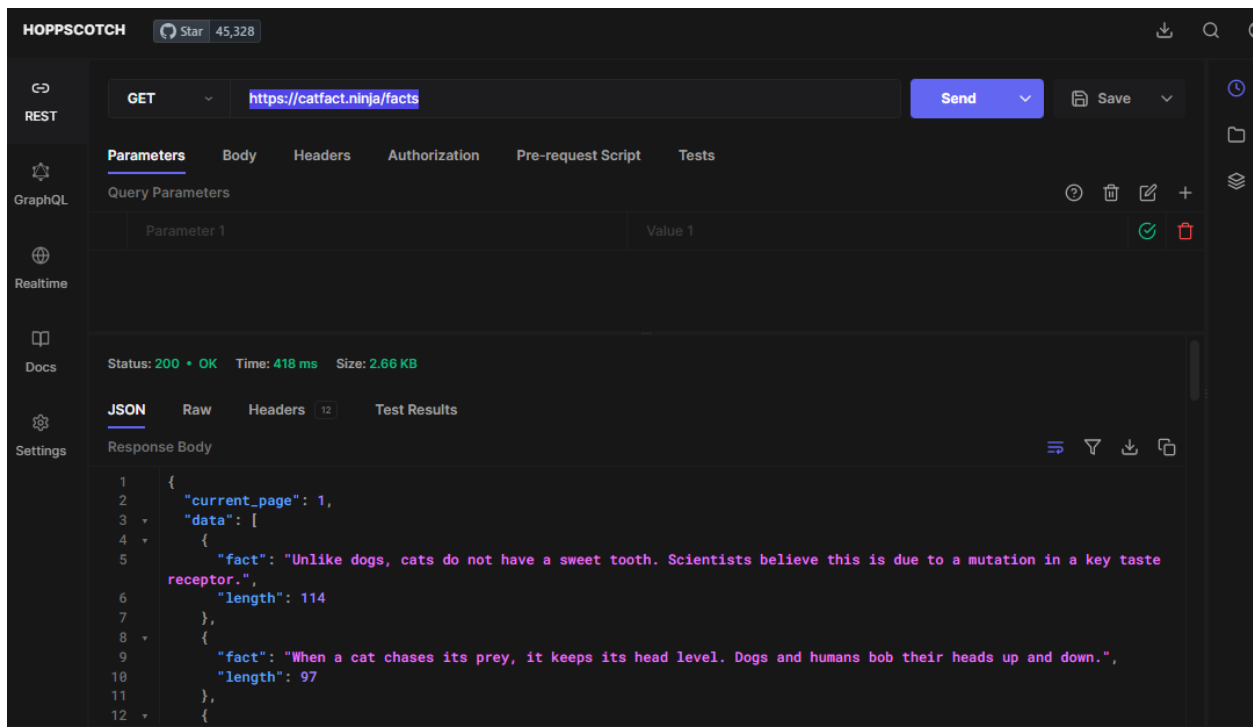 HOPPSCOTCH Star 45,328
REST
GraphQL
Realtime
Docs
Settings
GET https://catfact.ninja/facts Send Save
Parameters Body Headers Authorization Pre-request Script Tests
Query Parameters
Parameter 1 Value 1
Status: 200 • OK Time: 418 ms Size: 2.66 KB
JSON Raw Headers 12 Test Results
Response Body
1 {
2 "current_page": 1,
3 "data": [
4 {
5 "fact": "Unlike dogs, cats do not have a sweet tooth. Scientists believe this is due to a mutation in a key taste
receptor.",
6 "length": 114
7 },
8 {
9 "fact": "When a cat chases its prey, it keeps its head level. Dogs and humans bob their heads up and down.",
10 "length": 97
11 },
12 {